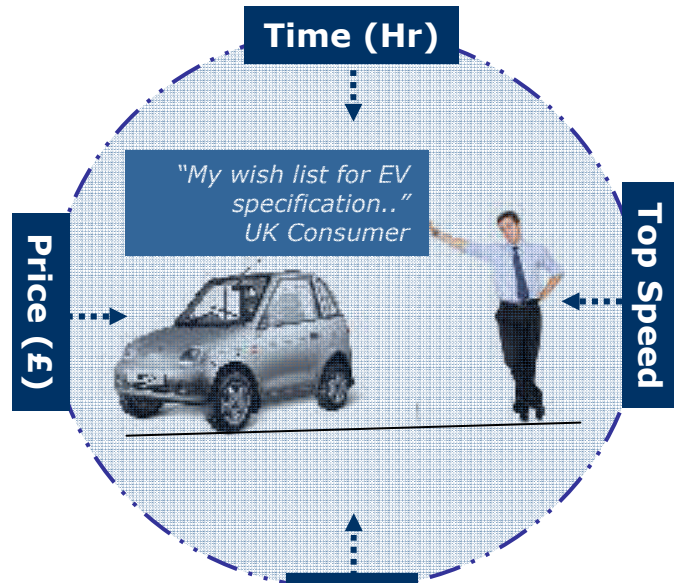 Time (Hr)
"My wish list for EV
specification.."
UK Consumer
Price (£)
Top Speed